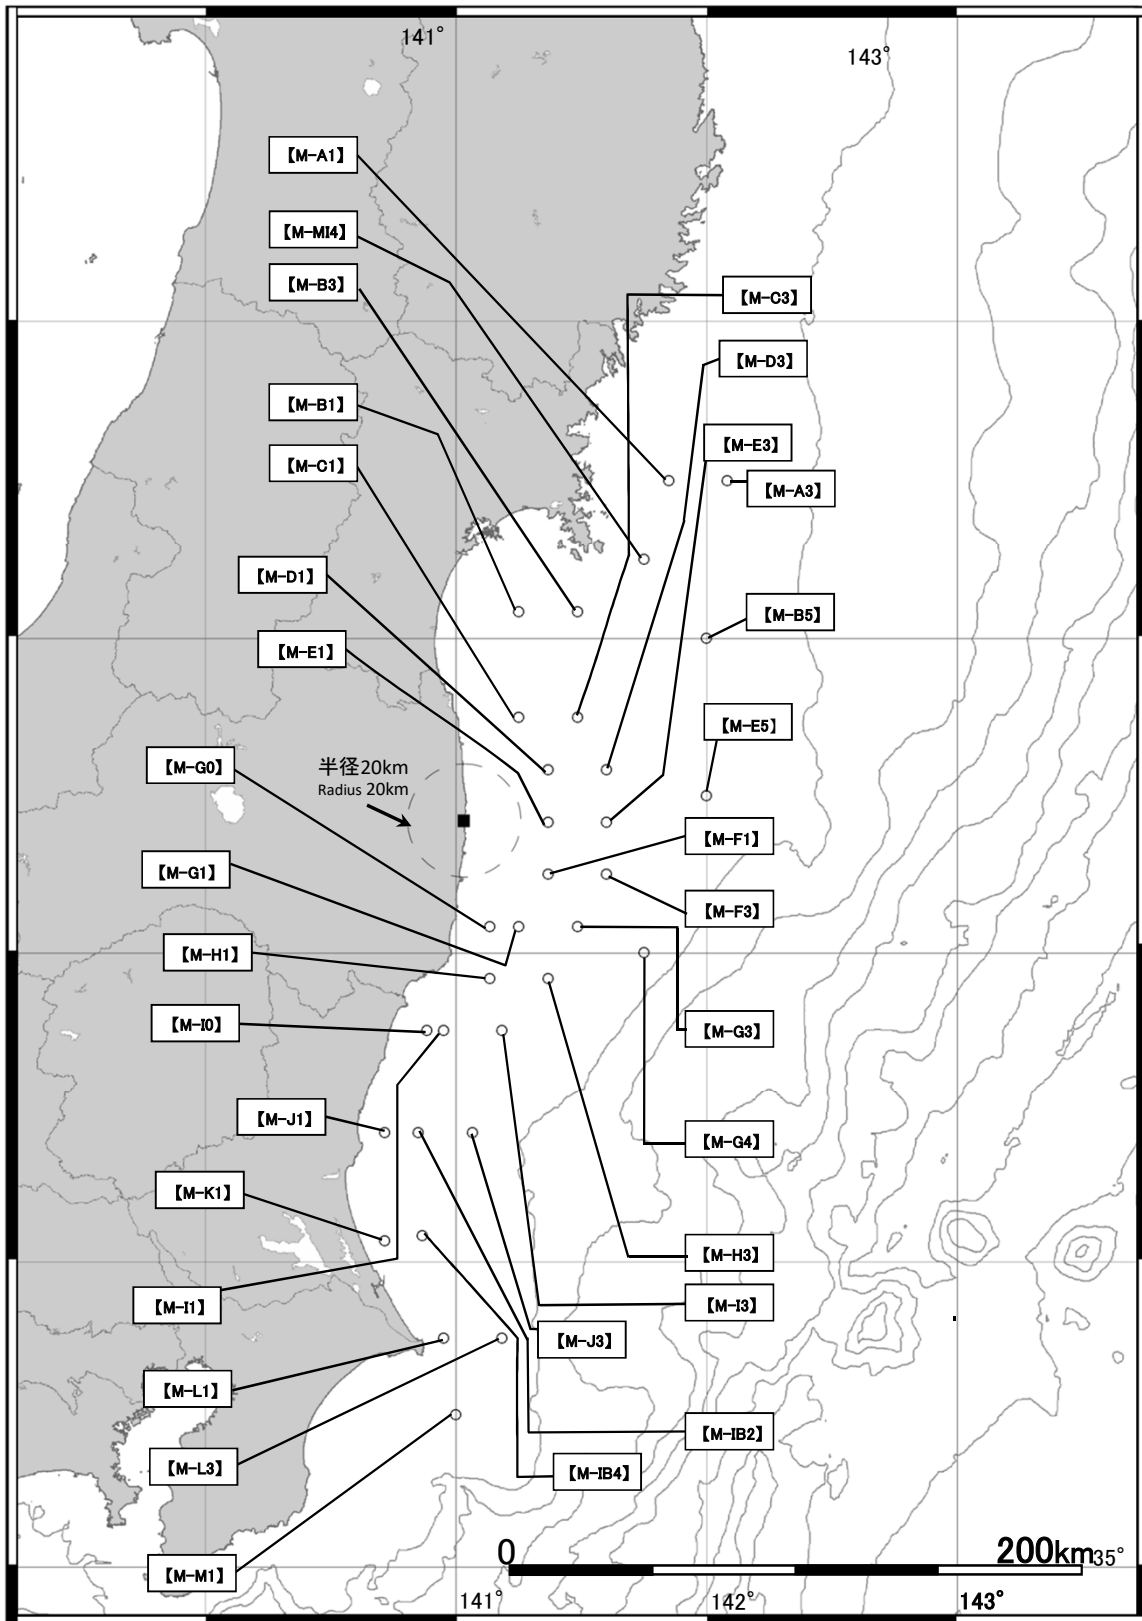 141°
143°
【M-A1】
【M-MI4】
【M-B3】
【M-C3】
【M-D3】
【M-B1】
【M-E3】
【M-C1】
【M-A3】
【M-D1】
【M-B5】
【M-E1】
【M-E5】
【M-G0】
半径20km
Radius 20km
【M-F1】
【M-G1】
【M-F3】
【M-H1】
【M-I0】
【M-G3】
【M-J1】
【M-G4】
【M-K1】
【M-H3】
【M-I1】
【M-I3】
【M-J3】
【M-L1】
【M-IB2】
【M-L3】
【M-IB4】
【M-M1】
0
200km
35°
141°
142°
143°